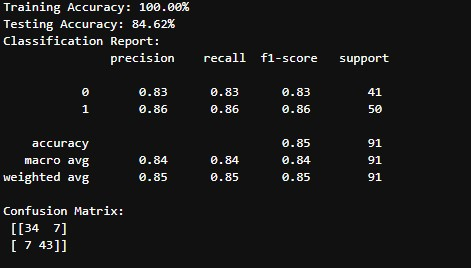 Training Accuracy: 100.00%
Testing Accuracy: 84.62%
Classification Report:
              precision    recall  f1-score   support

           0       0.83      0.83      0.83        41
           1       0.86      0.86      0.86        50

    accuracy                           0.85        91
   macro avg       0.84      0.84      0.84        91
weighted avg       0.85      0.85      0.85        91

Confusion Matrix:
 [[34  7]
 [ 7 43]]